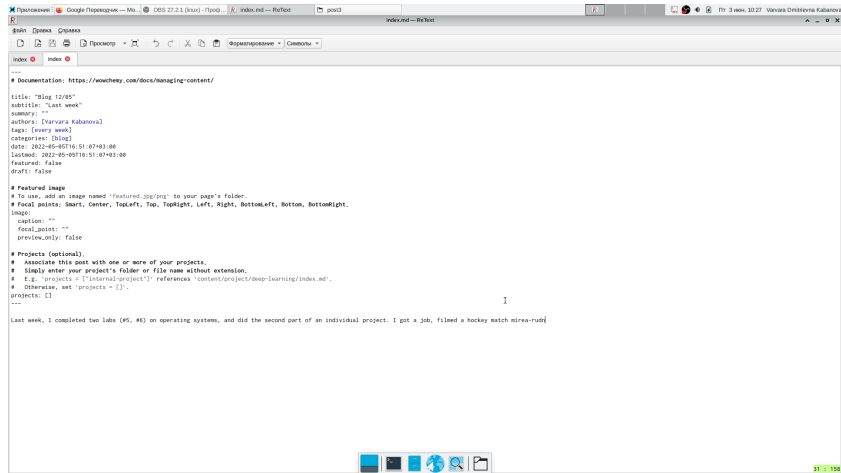 Приложения
Google Переводчик — Mo...
OBS 27.2.1 (linux) - Проф...
index.md — ReText
post3
Пт 3 июн, 10:27 Varvara Dmitrievna Kabanova
index.md — ReText
Файл Правка Справка
Просмотр
Форматирование
Символы
index
index
---
# Documentation: https://wowchemy.com/docs/managing-content/
title: "Blog 12/05"
subtitle: "Last week"
summary: ""
authors: [Varvara Kabanova]
tags: [every week]
categories: [blog]
date: 2022-05-05T16:51:07+03:00
lastmod: 2022-05-05T16:51:07+03:00
featured: false
draft: false
# Featured image
# To use, add an image named `featured.jpg/png` to your page's folder.
# Focal points: Smart, Center, TopLeft, Top, TopRight, Left, Right, BottomLeft, Bottom, BottomRight.
image:
caption: ""
focal_point: ""
preview_only: false
# Projects (optional).
# Associate this post with one or more of your projects.
# Simply enter your project's folder or file name without extension.
# E.g. `projects = ["internal-project"]` references `content/project/deep-learning/index.md`.
# Otherwise, set `projects = []`.
projects: []
---
Last week, I completed two labs (#5, #6) on operating systems, and did the second part of an individual project. I got a job, filmed a hockey match mirea-rudn
31 : 158